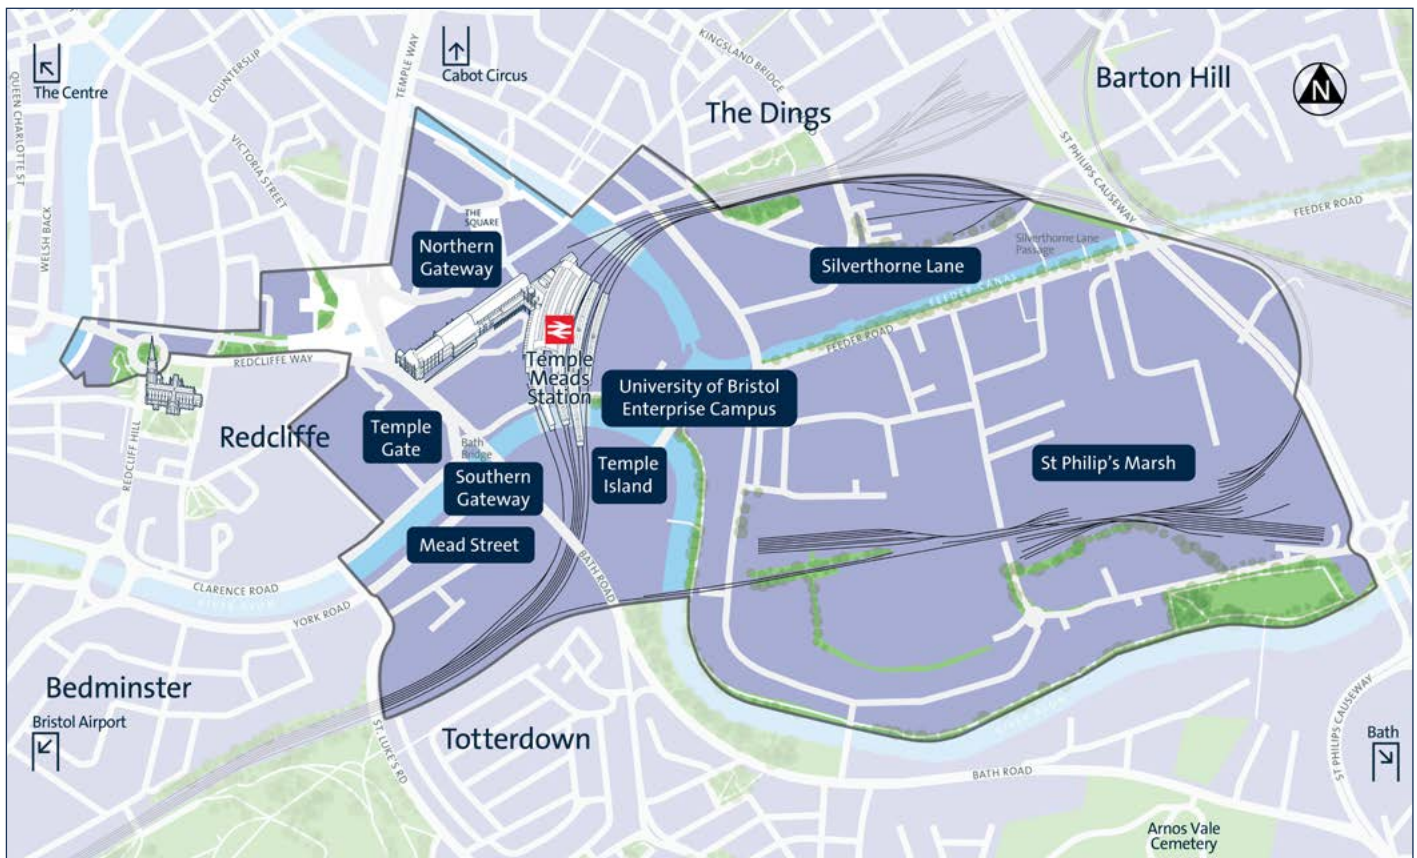 The Centre
Cabot Circus
QUEEN CHARLOTTE ST
COUNTERSLIP
TEMPLE WAY
KINGSLAND BRIDGE
Barton Hill
N
The Dings
VICTORIA STREET
ST PHILIPS CAUSEWAY
WELSH BACK
THE
SQUARE
Northern
Gateway
FEEDER ROAD
Silverthorne Lane
Passage
Silverthorne Lane
FEEDER CANAL
FEEDER ROAD
REDCLIFFE WAY
Temple
Meads
Station
University of Bristol
Enterprise Campus
REDCLIFF HILL
Redcliffe
Temple
Gate
Bath
Bridge
Southern
Gateway
Temple
Island
St Philip's Marsh
Mead Street
BATH ROAD
CLARENCE ROAD
RIVER AVON
YORK ROAD
Bedminster
Bristol Airport
ST. LUKE'S RD
Totterdown
RIVER AVON
BATH ROAD
ST PHILIPS CAUSEWAY
Bath
Arnos Vale
Cemetery